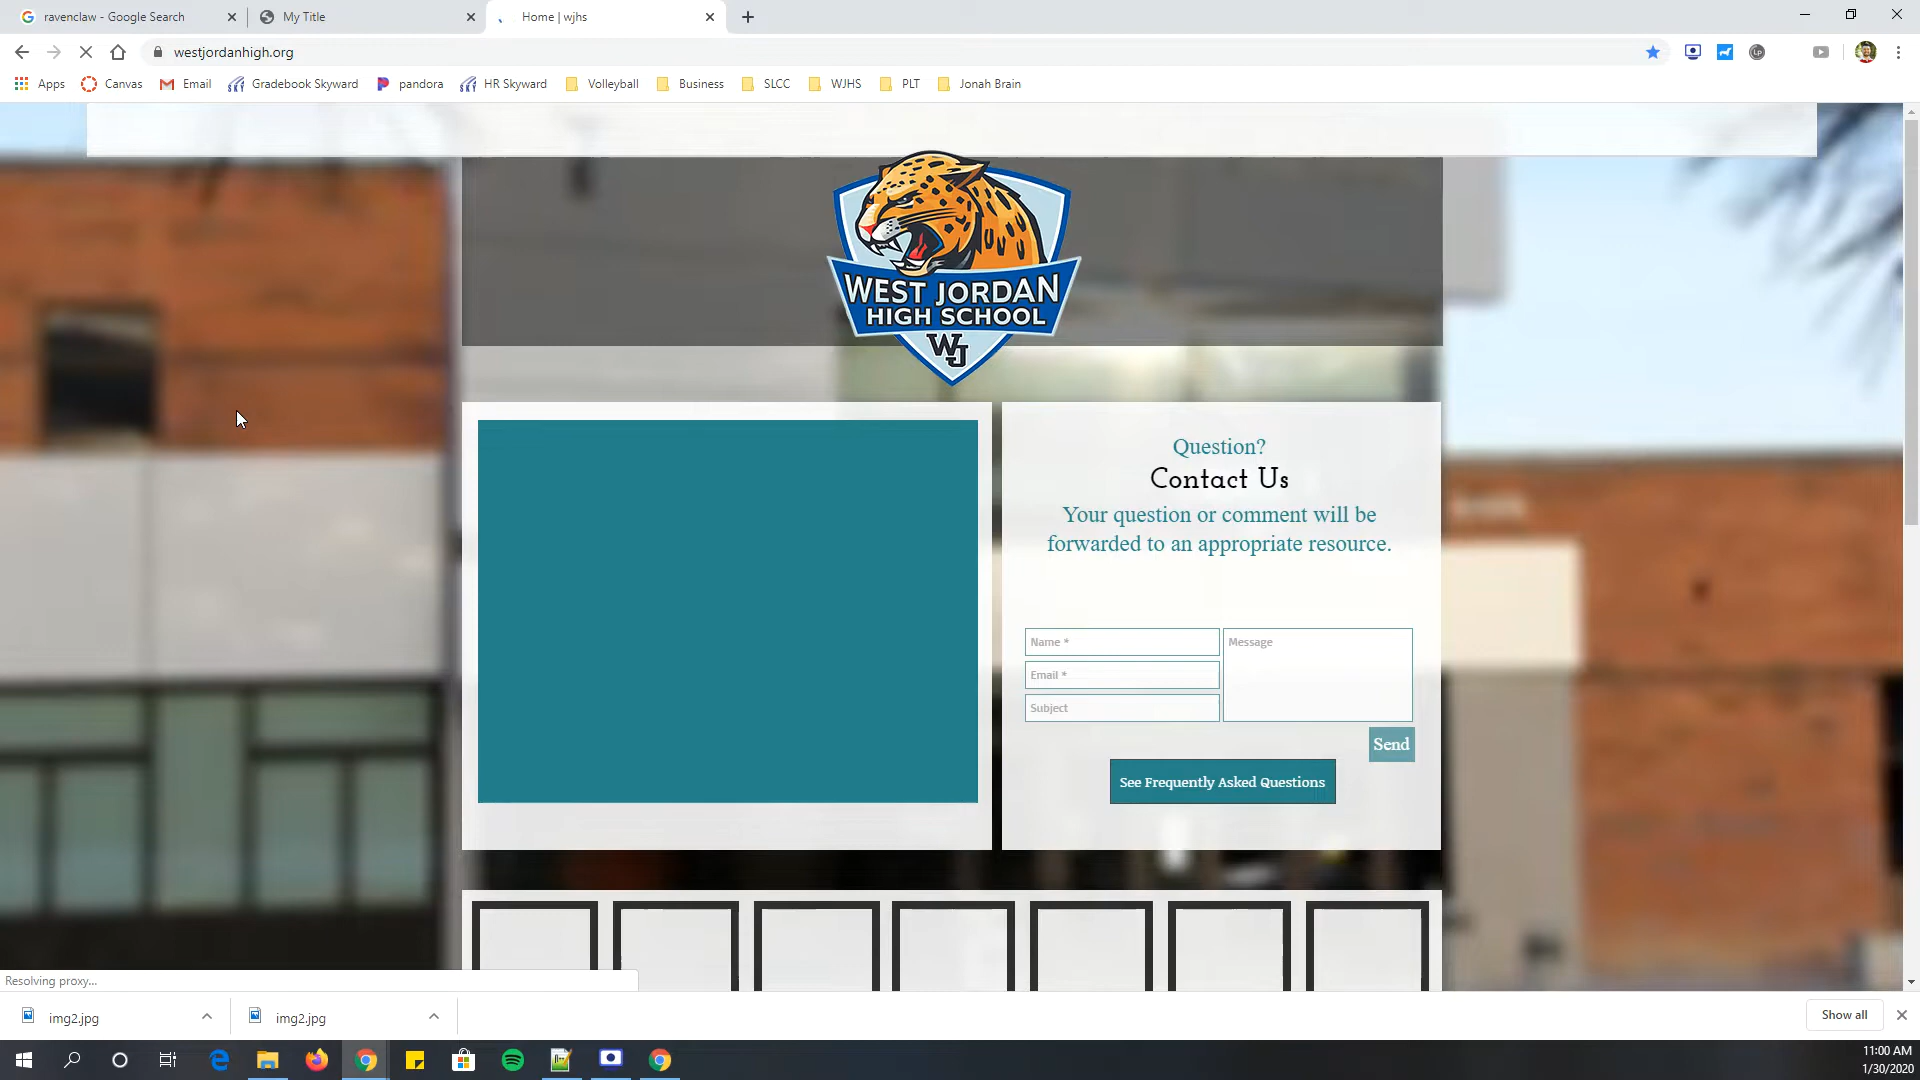 ravenclaw - Google Search
My Title
Home | wjhs
westjordanhigh.org
Apps
Canvas
Email
Gradebook Skyward
pandora
HR Skyward
Volleyball
Business
SLCC
WJHS
PLT
Jonah Brain
WEST JORDAN
HIGH SCHOOL
WJ
Question?
Contact Us
Your question or comment will be
forwarded to an appropriate resource.
Name *
Message
Email *
Subject
Send
See Frequently Asked Questions
Resolving proxy...
img2.jpg
img2.jpg
Show all
11:00 AM
1/30/2020